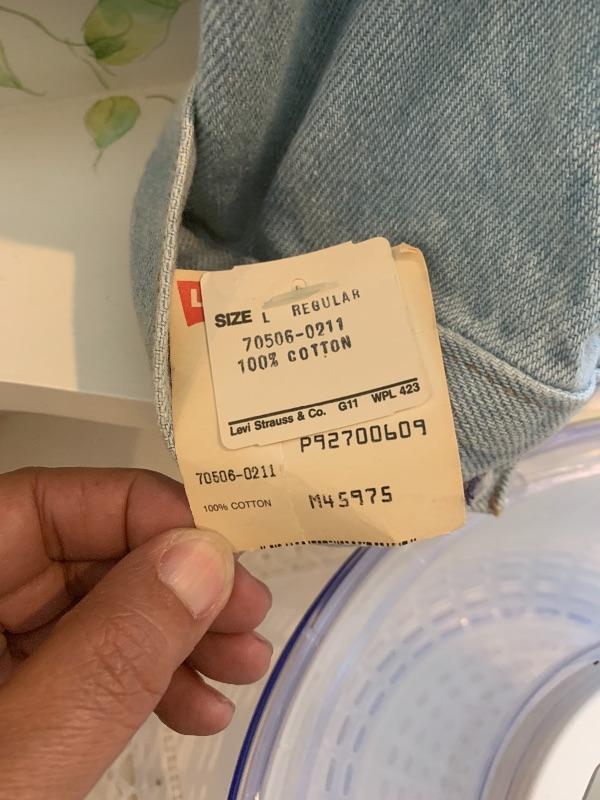 L
SIZE L REGULAR
70506-0211
100% COTTON
Levi Strauss & Co. G11 WPL 423
P92700609
70506-0211
100% COTTON
M45975